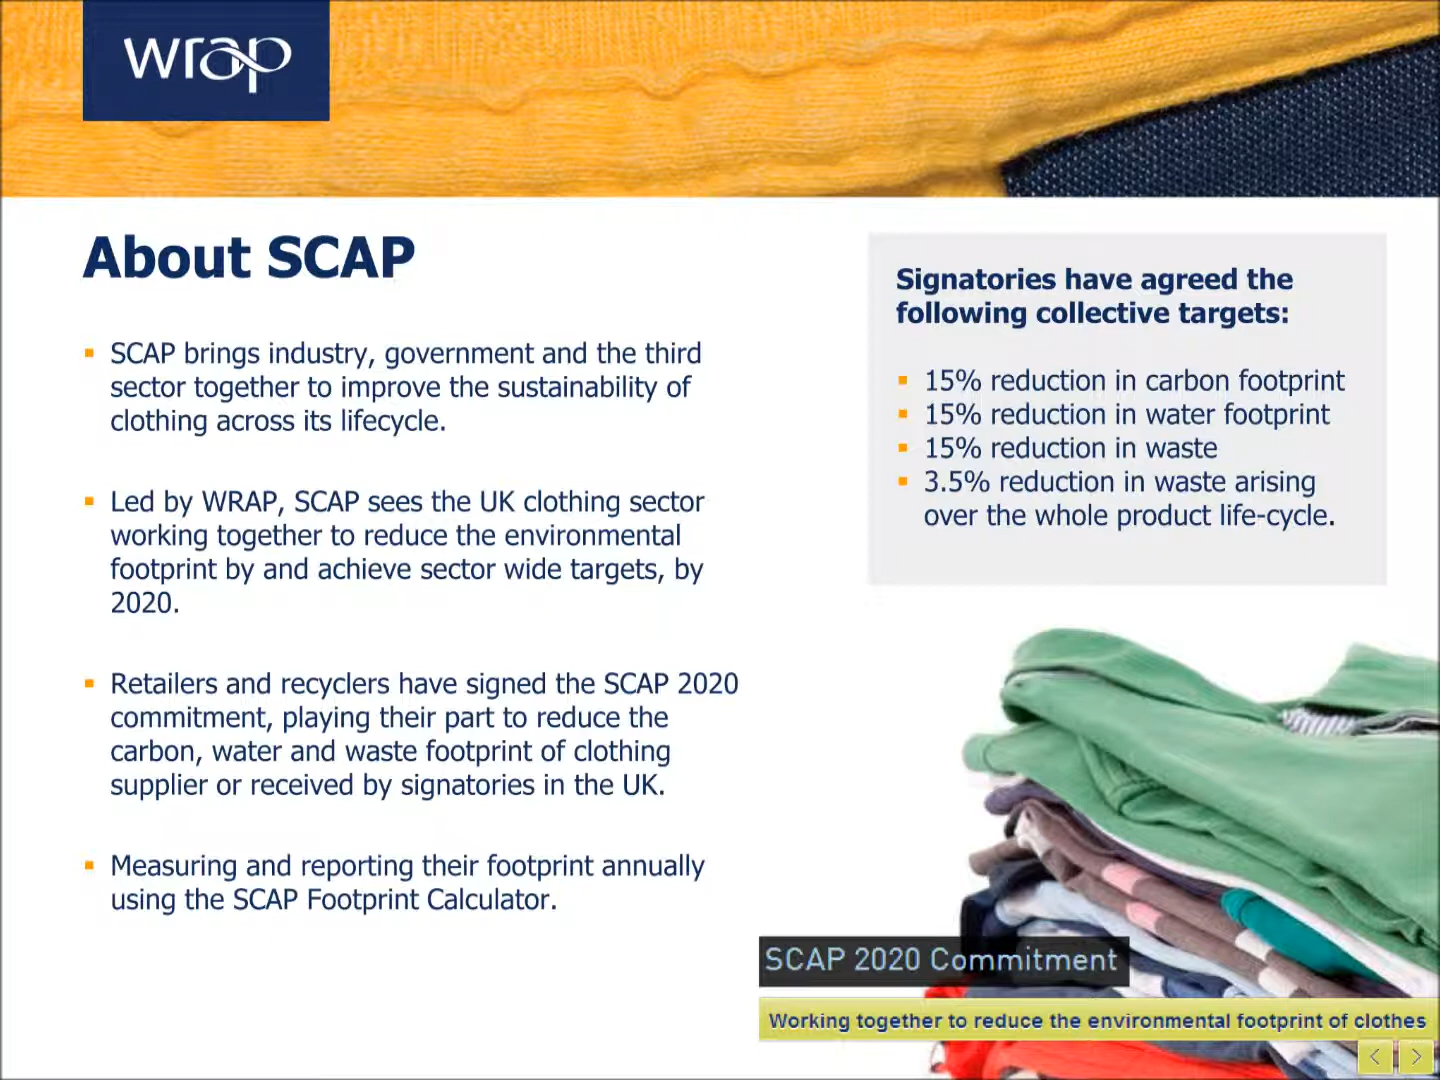 wrap
About SCAP
SCAP brings industry, government and the third
sector together to improve the sustainability of
clothing across its lifecycle.
Led by WRAP, SCAP sees the UK clothing sector
working together to reduce the environmental
footprint by and achieve sector wide targets, by
2020.
Retailers and recyclers have signed the SCAP 2020
commitment, playing their part to reduce the
carbon, water and waste footprint of clothing
supplier or received by signatories in the UK.
Measuring and reporting their footprint annually
using the SCAP Footprint Calculator.
Signatories have agreed the
following collective targets:
15% reduction in carbon footprint
15% reduction in water footprint
15% reduction in waste
3.5% reduction in waste arising
over the whole product life-cycle.
SCAP 2020 Commitment
Working together to reduce the environmental footprint of clothes